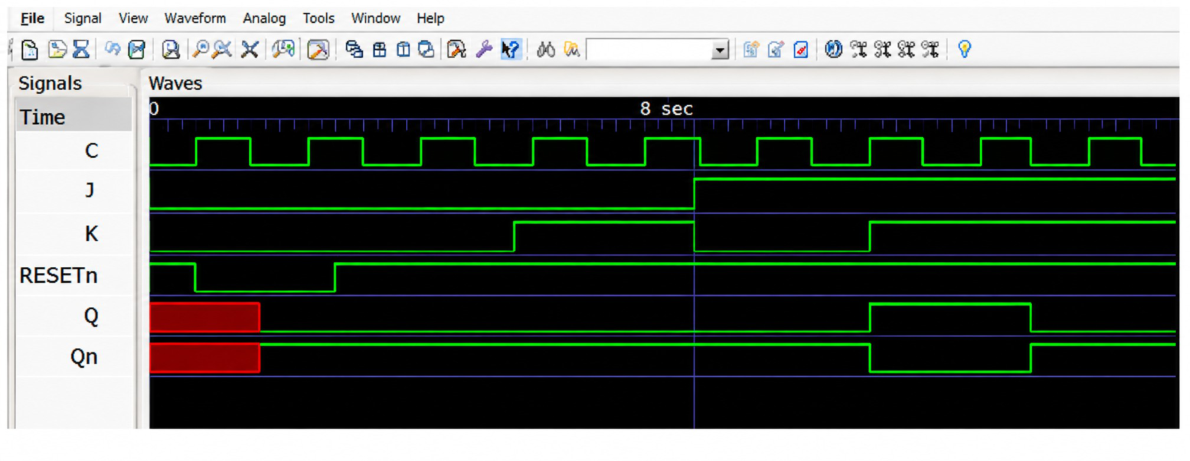 File Signal View Waveform Analog Tools Window Help
Signals
Waves
Time
0
8 sec
C
J
K
RESETn
Q
Qn